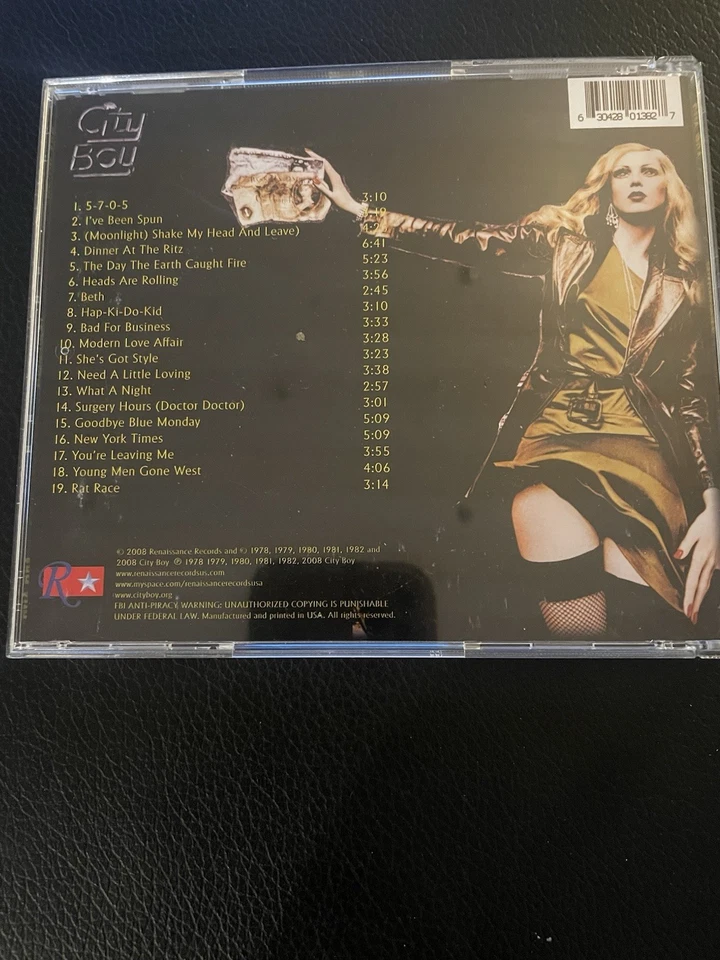 City
Boy
6 30428 01382 7
1. 5-7-0-5 3:10
2. I've Been Spun
3. (Moonlight) Shake My Head And Leave)
4. Dinner At The Ritz 6:41
5. The Day The Earth Caught Fire 5:23
6. Heads Are Rolling 3:56
7. Beth 2:45
8. Hap-Ki-Do-Kid 3:10
9. Bad For Business 3:33
10. Modern Love Affair 3:28
11. She's Got Style 3:23
12. Need A Little Loving 3:38
13. What A Night 2:57
14. Surgery Hours (Doctor Doctor) 3:01
15. Goodbye Blue Monday 5:09
16. New York Times 5:09
17. You're Leaving Me 3:55
18. Young Men Gone West 4:06
19. Rat Race 3:14
R
© 2008 Renaissance Records and © 1978, 1979, 1980, 1981, 1982 and
2008 City Boy ℗ 1978 1979, 1980, 1981, 1982, 2008 City Boy
www.renaissancerecordsus.com
www.myspace.com/renaissancerecordsusa
www.cityboy.org
FBI ANTI-PIRACY WARNING: UNAUTHORIZED COPYING IS PUNISHABLE
UNDER FEDERAL LAW. Manufactured and printed in USA. All rights reserved.